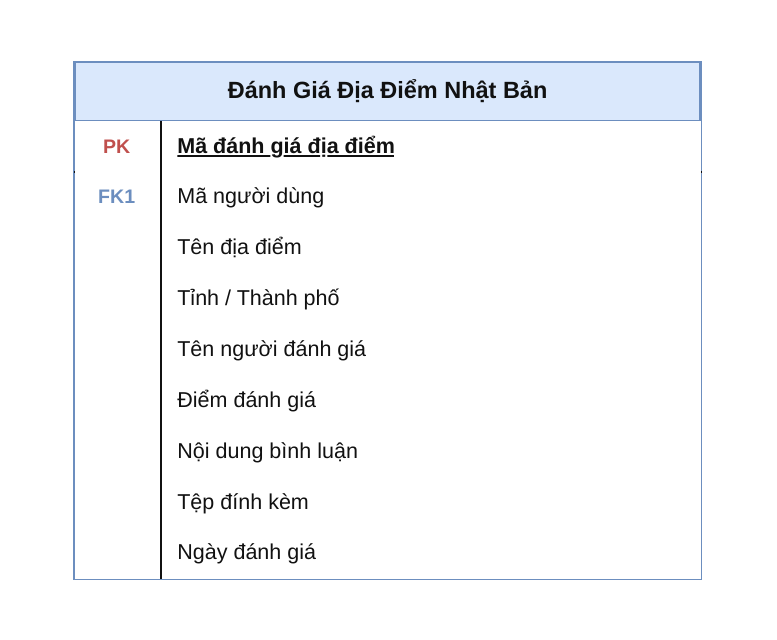 Đánh Giá Địa Điểm Nhật Bản
PK Mã đánh giá địa điểm
FK1 Mã người dùng
Tên địa điểm
Tỉnh / Thành phố
Tên người đánh giá
Điểm đánh giá
Nội dung bình luận
Tệp đính kèm
Ngày đánh giá